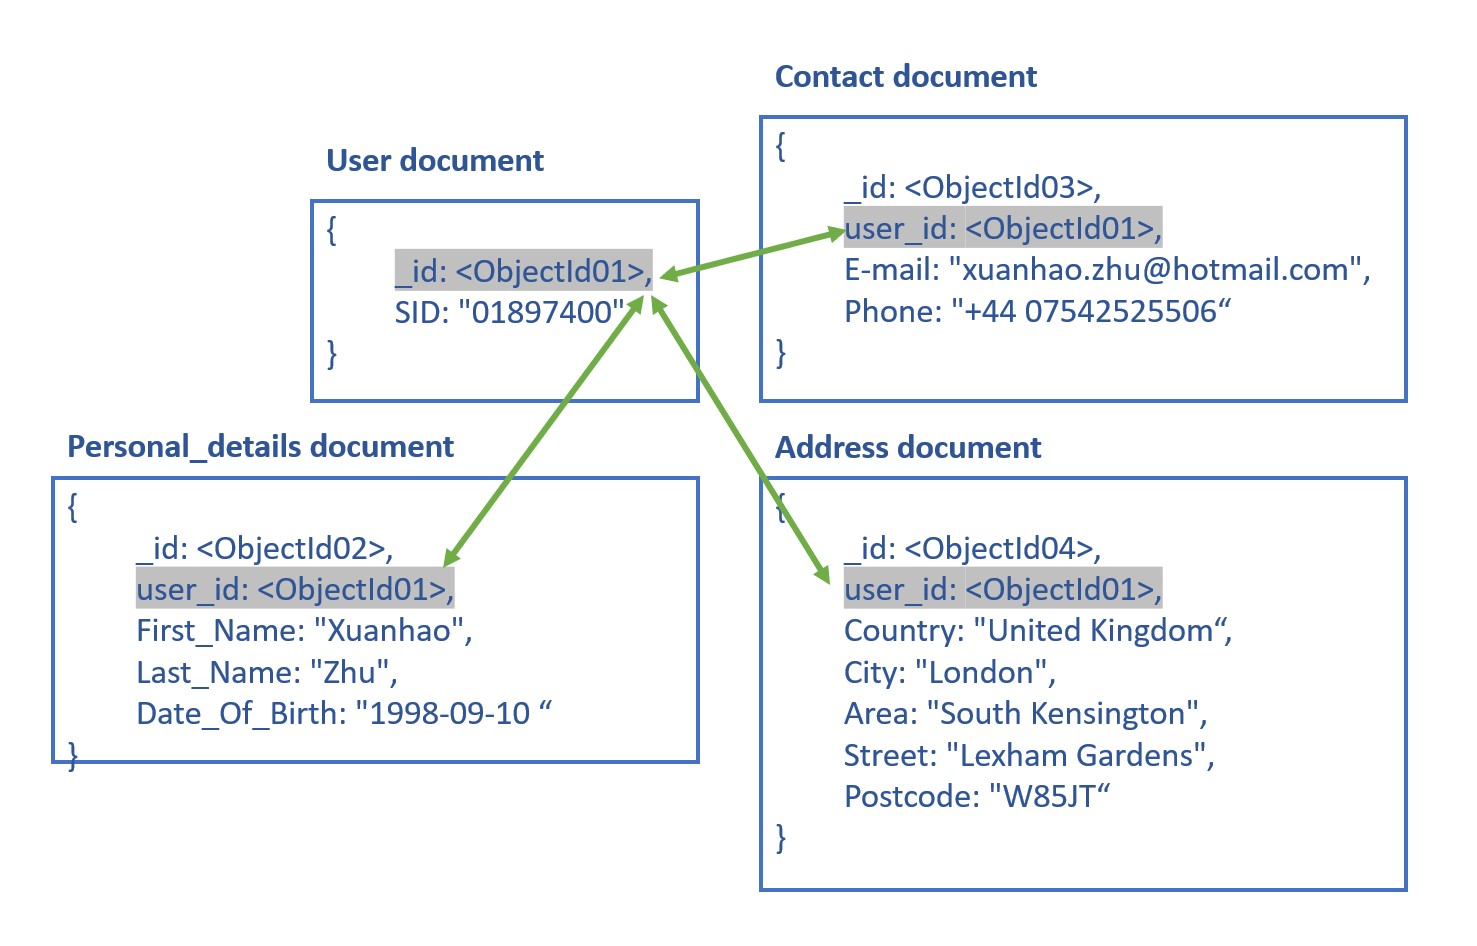 User document
{
_id: <ObjectId01>,
SID: "01897400"
}
Contact document
{
_id: <ObjectId03>,
user_id: <ObjectId01>,
E-mail: "xuanhao.zhu@hotmail.com",
Phone: "+44 07542525506“
}
Personal_details document
{
_id: <ObjectId02>,
user_id: <ObjectId01>,
First_Name: "Xuanhao",
Last_Name: "Zhu",
Date_Of_Birth: "1998-09-10 “
}
Address document
{
_id: <ObjectId04>,
user_id: <ObjectId01>,
Country: "United Kingdom“,
City: "London",
Area: "South Kensington",
Street: "Lexham Gardens",
Postcode: "W85JT“
}